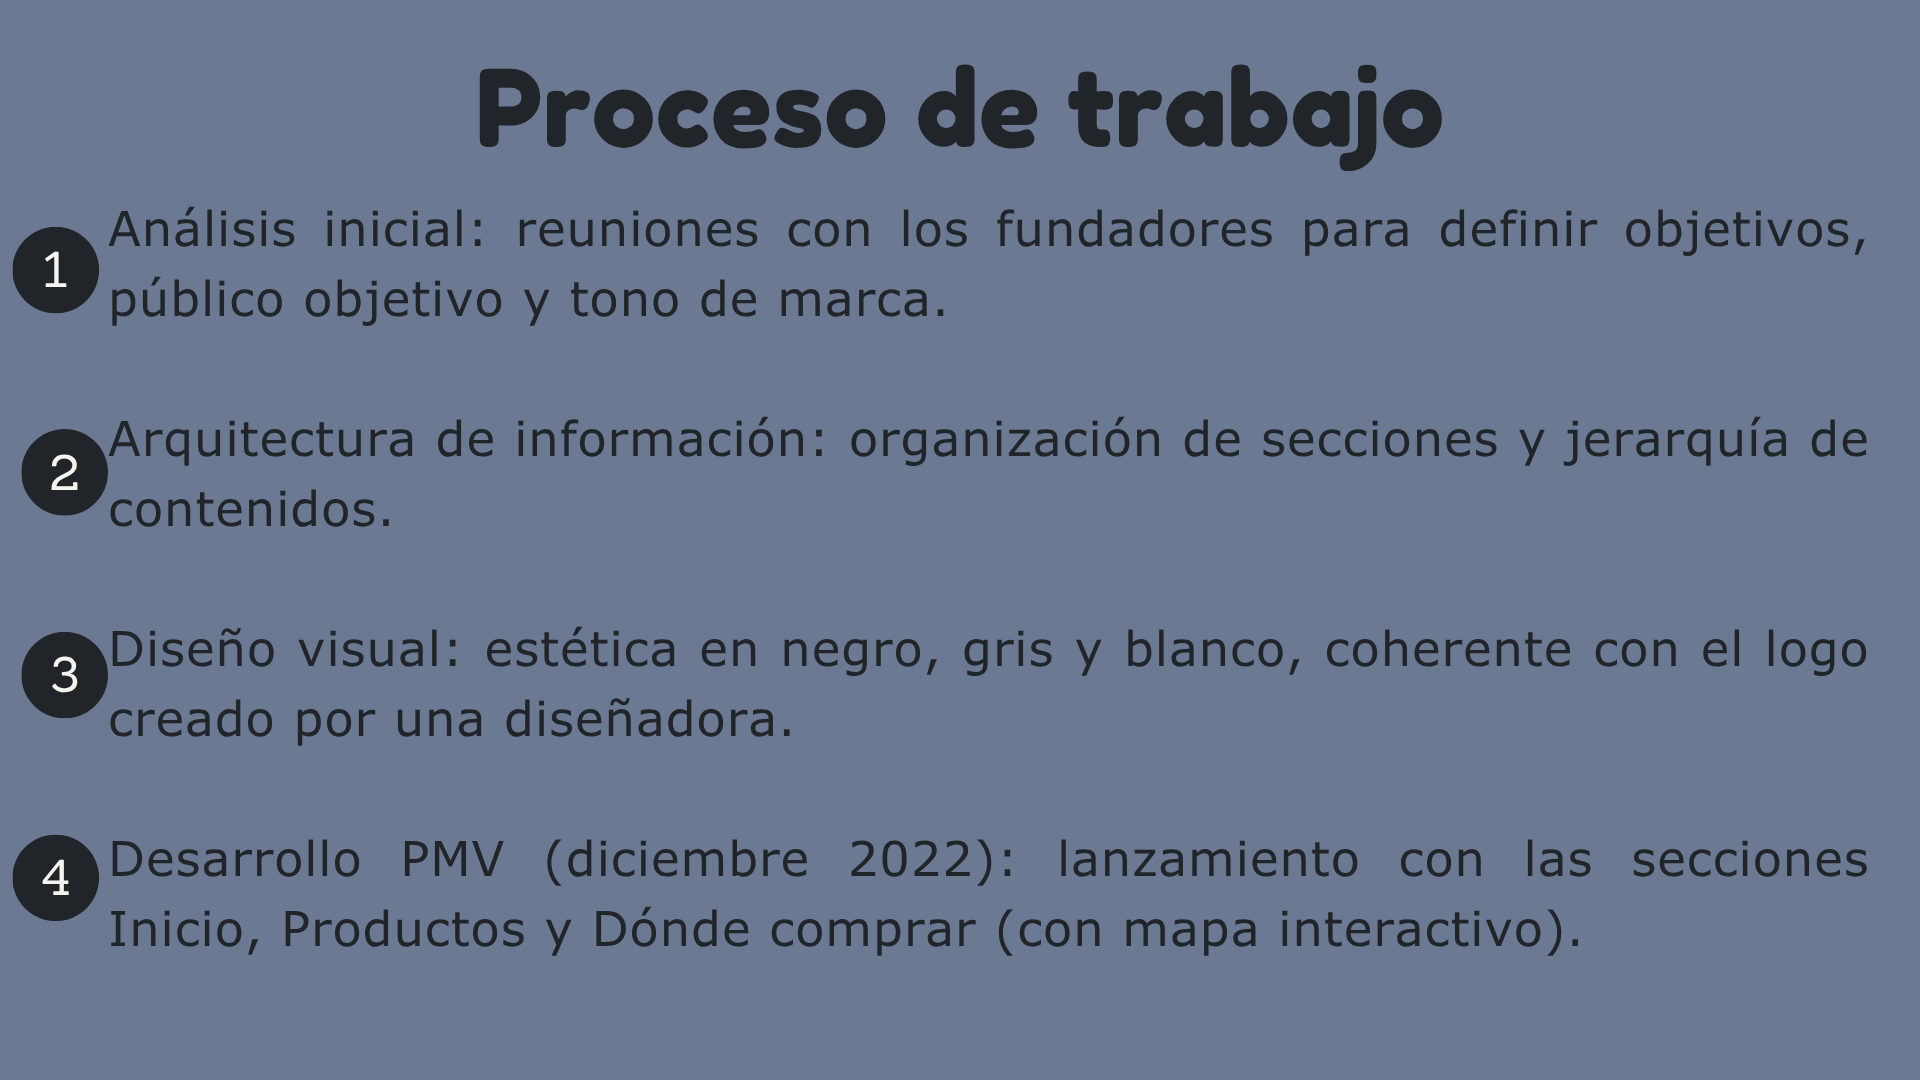 Proceso de trabajo
1 Análisis inicial: reuniones con los fundadores para definir objetivos,
público objetivo y tono de marca.
2 Arquitectura de información: organización de secciones y jerarquía de
contenidos.
3 Diseño visual: estética en negro, gris y blanco, coherente con el logo
creado por una diseñadora.
4 Desarrollo PMV (diciembre 2022): lanzamiento con las secciones
Inicio, Productos y Dónde comprar (con mapa interactivo).